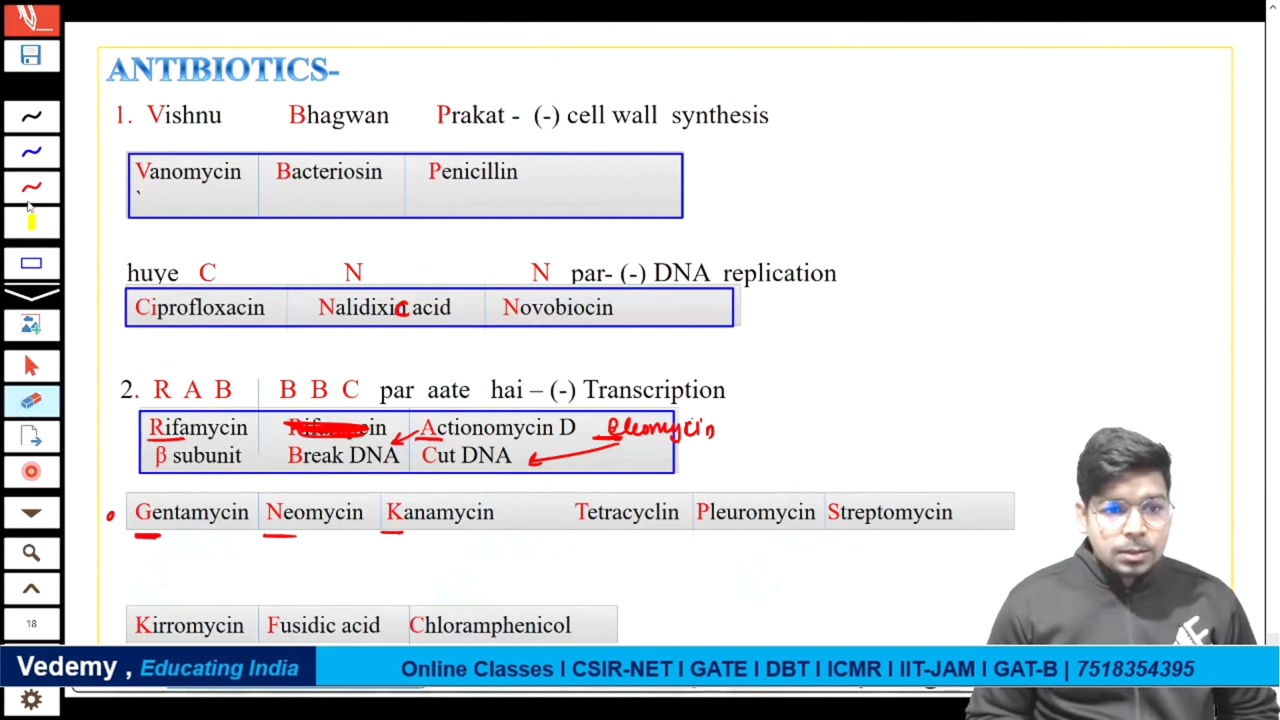 ANTIBIOTICS-
1. Vishnu Bhagwan Prakat - (-) cell wall synthesis
Vanomycin Bacteriosin Penicillin
`
huye C N N par- (-) DNA replication
Ciprofloxacin Nalidixin c acid Novobiocin
2. R A B B B C par aate hai – (-) Transcription
Rifamycin Actionomycin D Bleomycin
β subunit Break DNA Cut DNA
Gentamycin Neomycin Kanamycin Tetracyclin Pleuromycin Streptomycin
Kirromycin Fusidic acid Chloramphenicol
18
Vedemy , Educating India Online Classes I CSIR-NET I GATE I DBT I ICMR I IIT-JAM I GAT-B | 7518354395